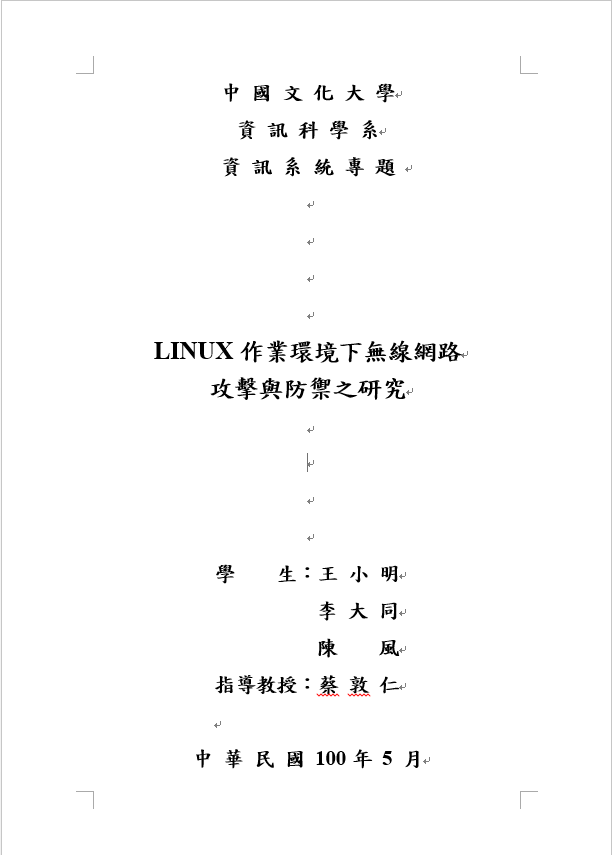 中 國 文 化 大 學
資 訊 科 學 系
資 訊 系 統 專 題
LINUX 作業環境下無線網路
攻擊與防禦之研究
學　　生：王 小 明
李 大 同
陳　　風
指導教授：蔡 敦 仁
中 華 民 國 100 年 5 月